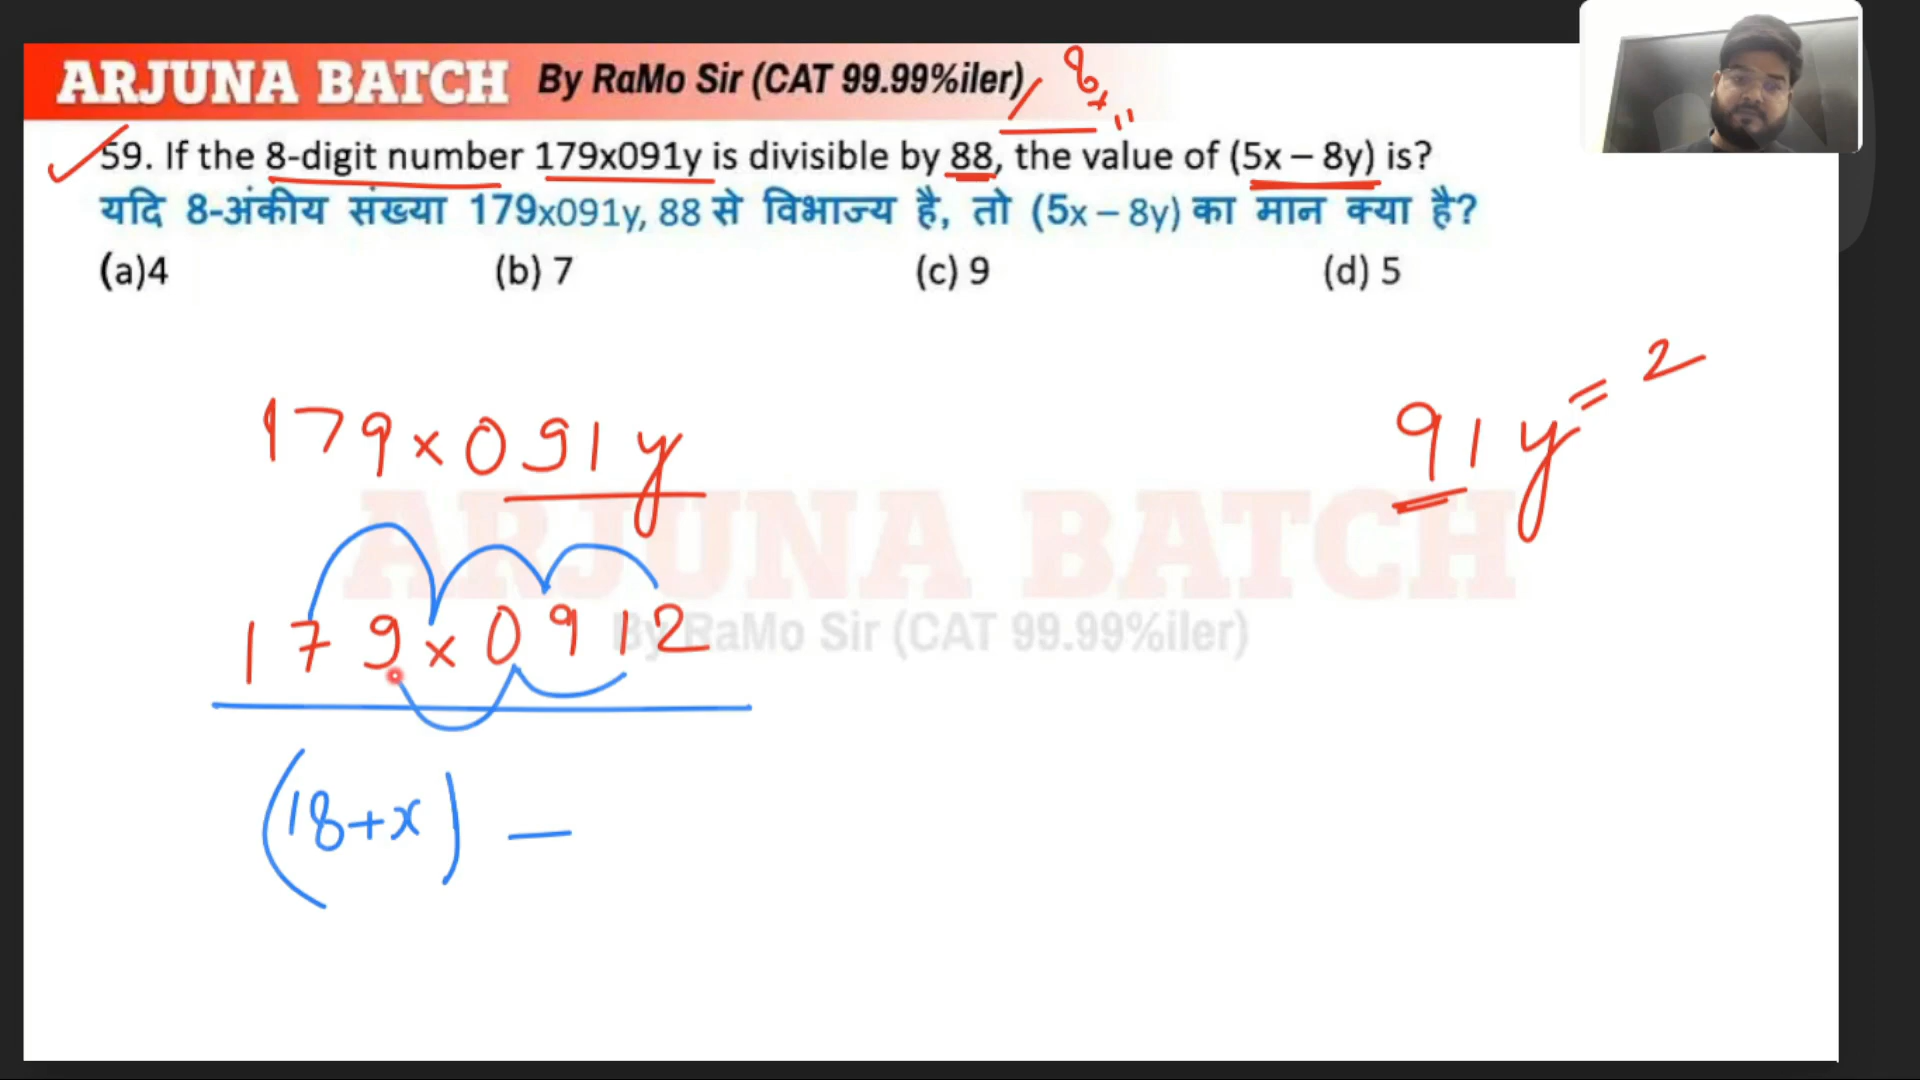 ARJUNA BATCH By RaMo Sir (CAT 99.99%iler)
8
× 11
59. If the 8-digit number 179x091y is divisible by 88, the value of (5x – 8y) is?
यदि 8-अंकीय संख्या 179x091y, 88 से विभाज्य है, तो (5x – 8y) का मान क्या है?
(a)4 (b) 7 (c) 9 (d) 5
179x091y
91y = 2
ARJUNA BATCH
By RaMo Sir (CAT 99.99%iler)
179x0912
(18+x) –